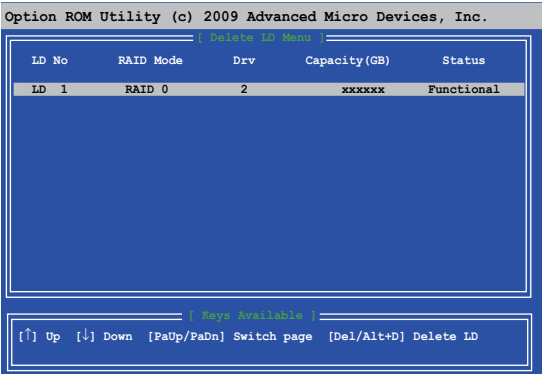 Option ROM Utility (c) 2009 Advanced Micro Devices, Inc.
[ Delete LD Menu ]
LD No RAID Mode Drv Capacity(GB) Status
LD 1 RAID 0 2 xxxxxx Functional
[ Keys Available ]
[↑] Up [↓] Down [PaUp/PaDn] Switch page [Del/Alt+D] Delete LD